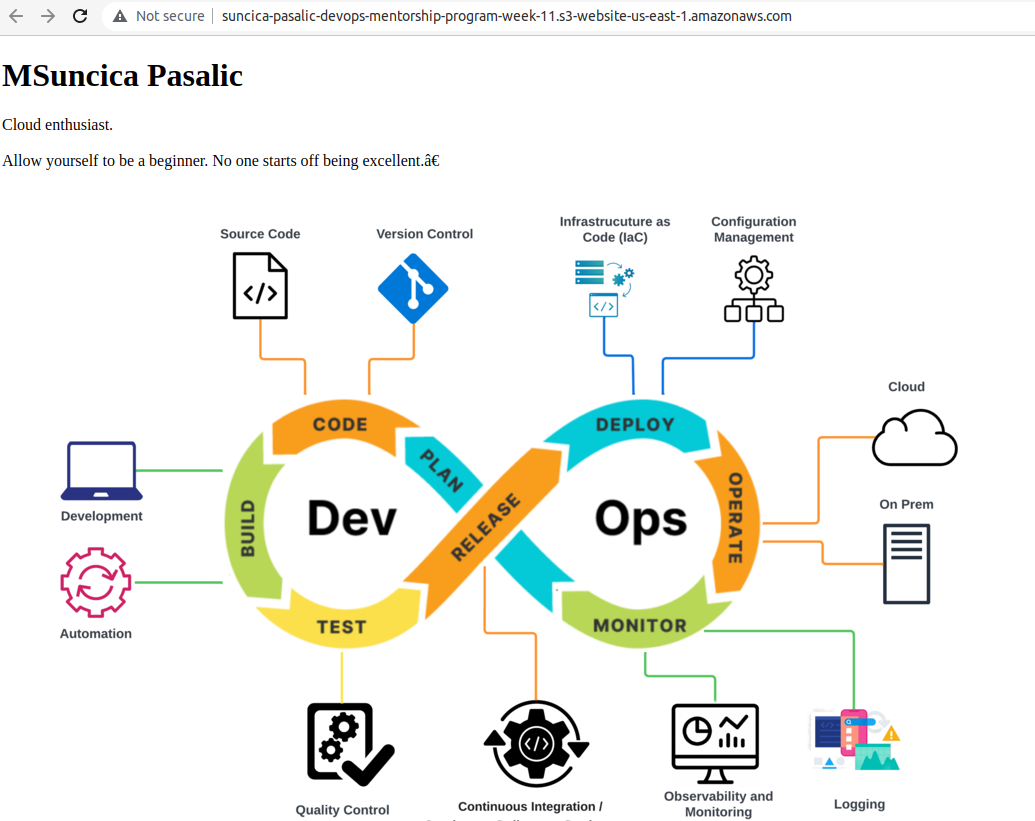 Not secure
suncica-pasalic-devops-mentorship-program-week-11.s3-website-us-east-1.amazonaws.com
MSuncica Pasalic
Cloud enthusiast.
Allow yourself to be a beginner. No one starts off being excellent.â€
Source Code
Version Control
Infrastrucuture as
Code (IaC)
Configuration
Management
Cloud
CODE
DEPLOY
PLAN
OPERATE
Dev
Ops
RELEASE
BUILD
On Prem
Development
TEST
MONITOR
Automation
Quality Control
Continuous Integration /
Observability and
Monitoring
Logging